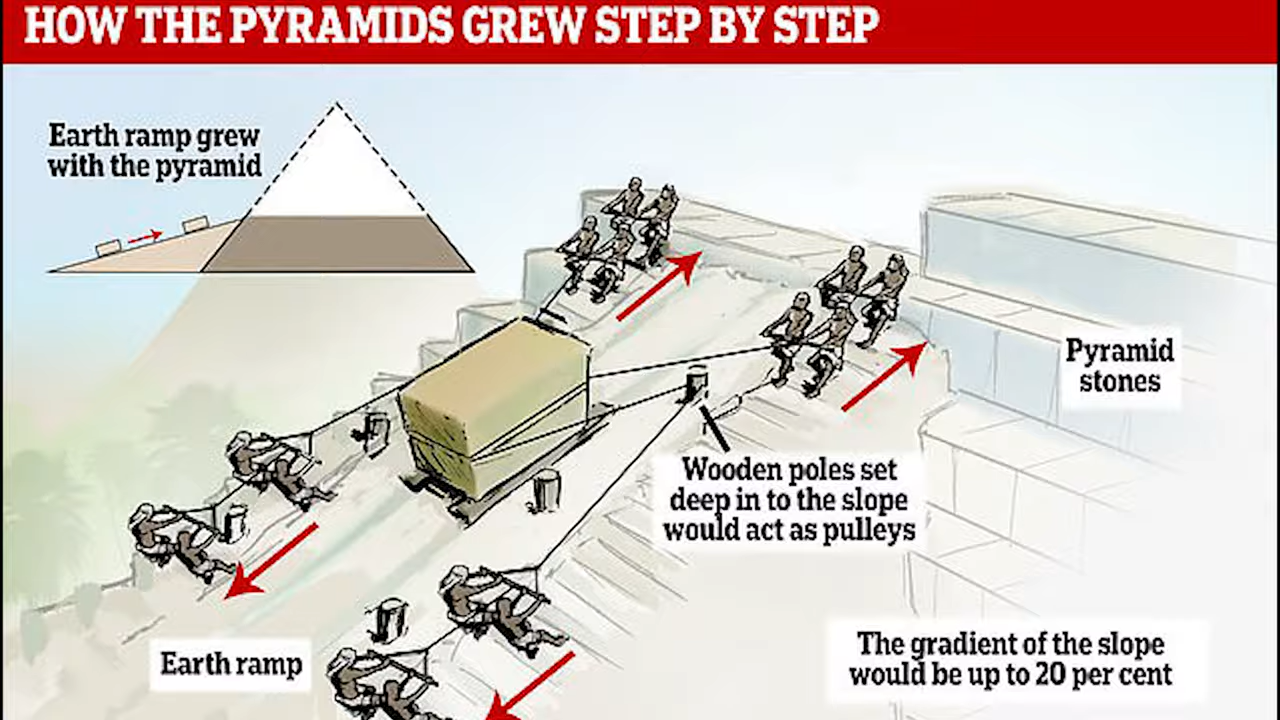 HOW THE PYRAMIDS GREW STEP BY STEP
Earth ramp grew
with the pyramid
Pyramid
stones
Wooden poles set
deep in to the slope
would act as pulleys
Earth ramp
The gradient of the slope
would be up to 20 per cent